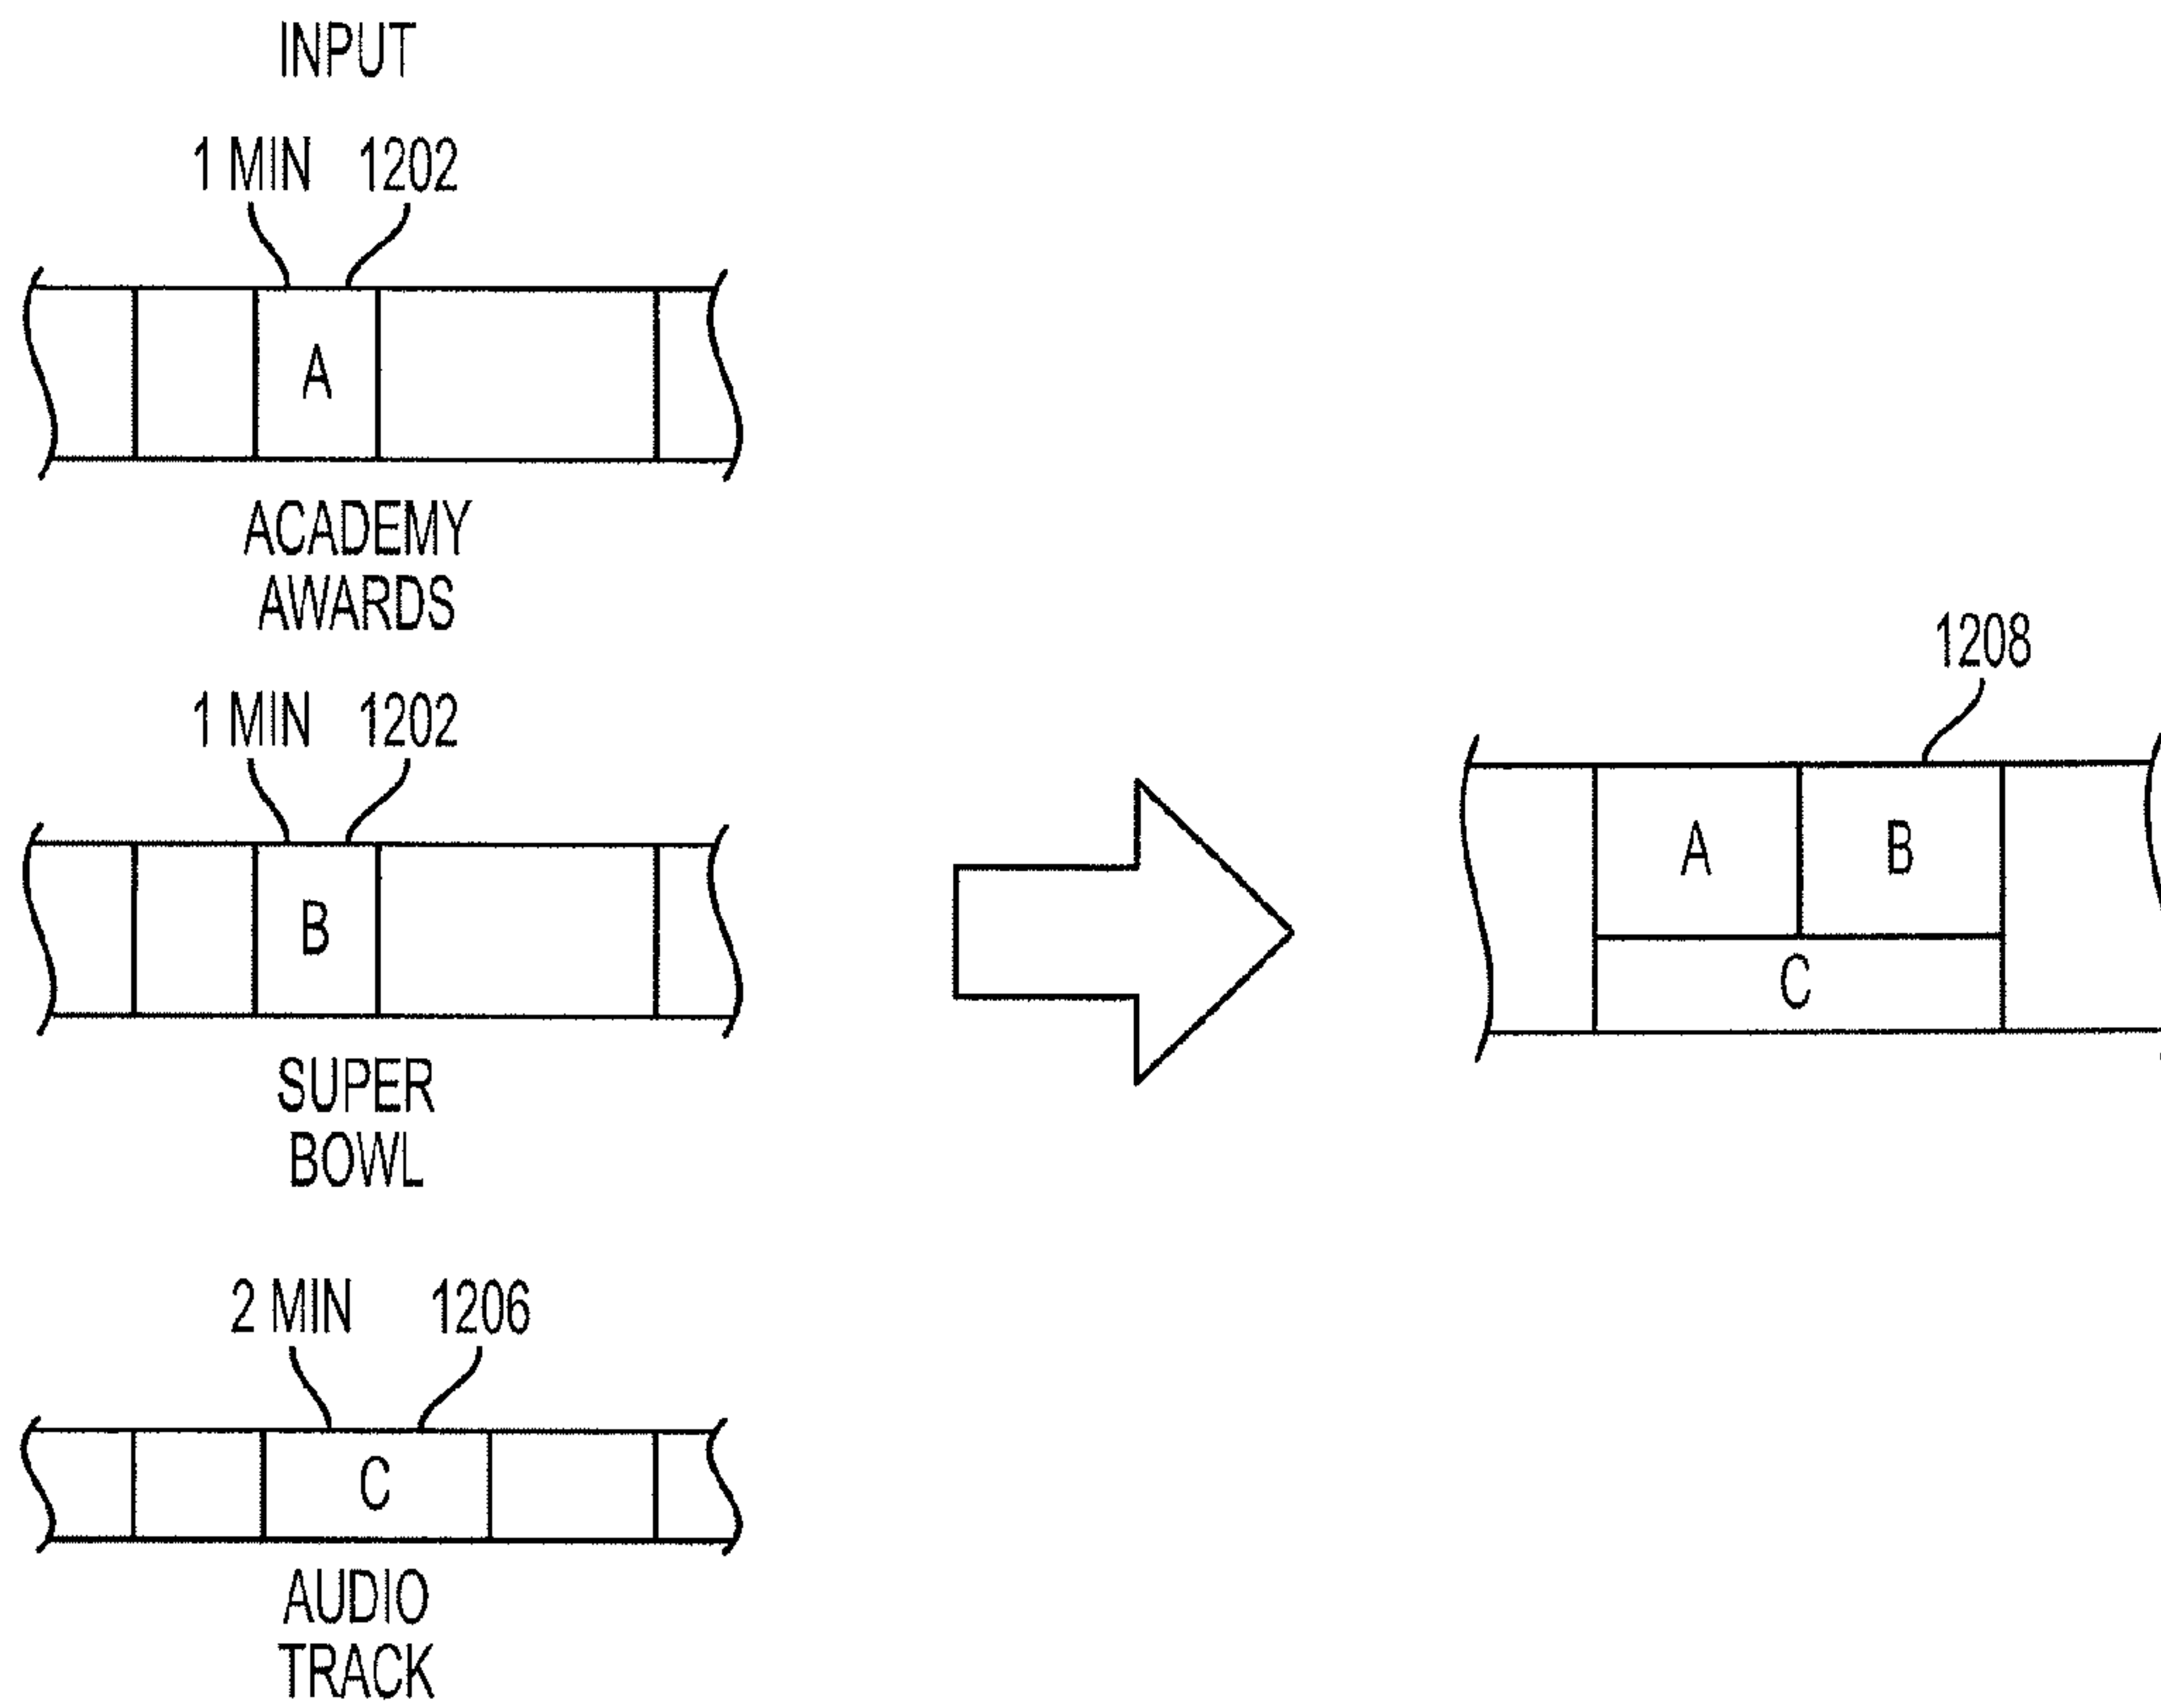 INPUT
1 MIN 1202
A
ACADEMY
AWARDS
1 MIN 1202
B
SUPER
BOWL
2 MIN 1206
C
AUDIO
TRACK
1208
A B
C